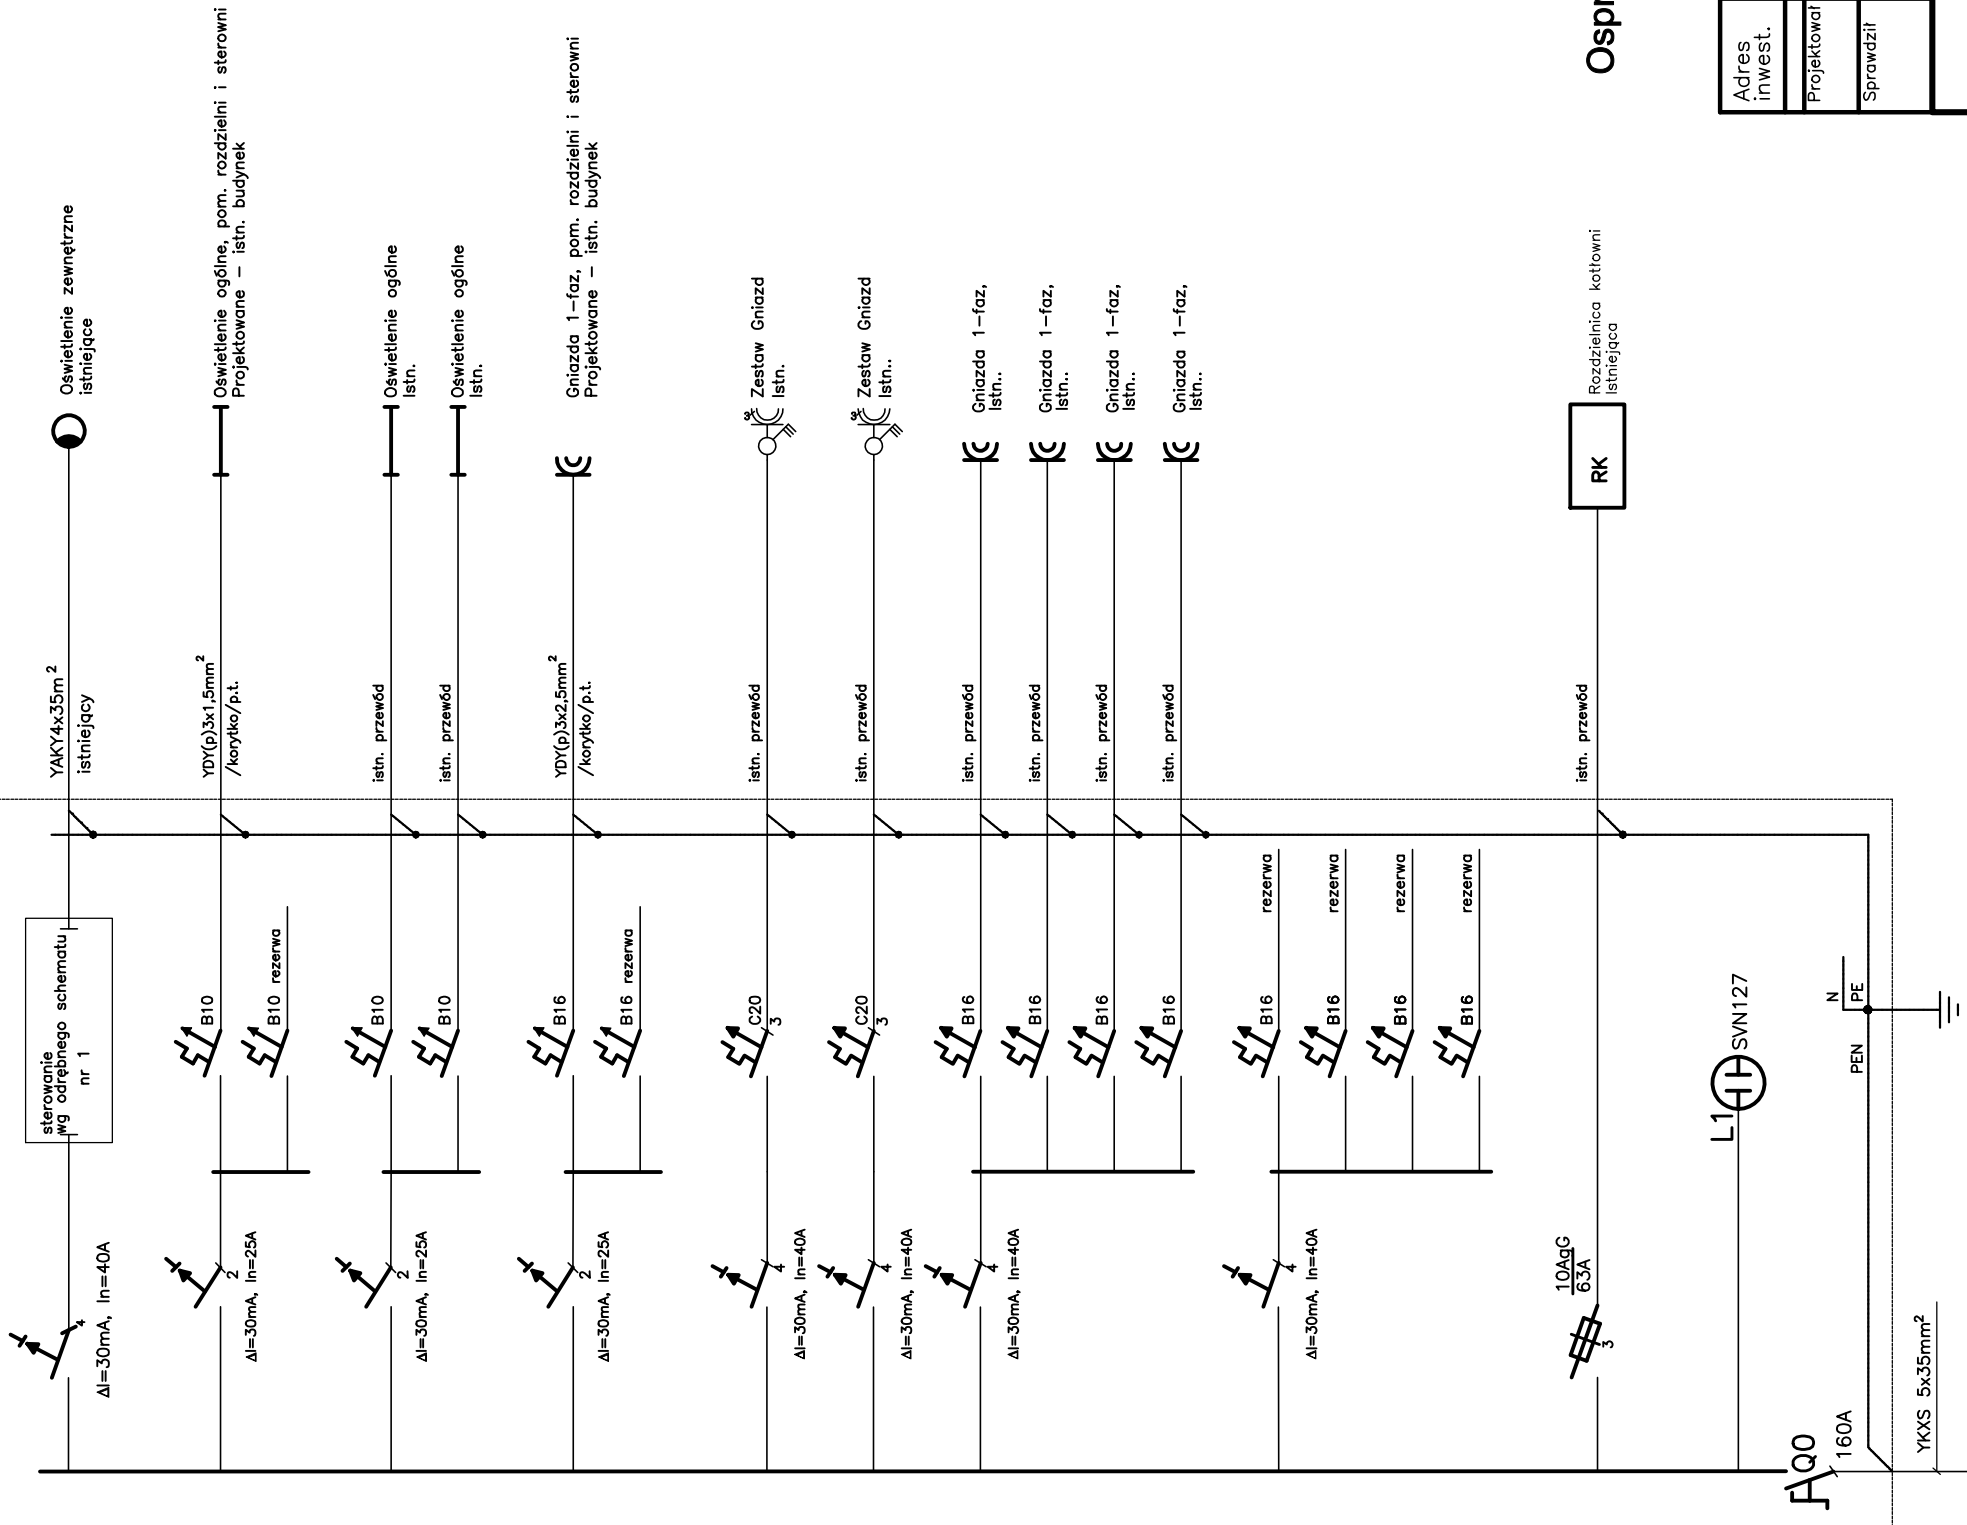 Oświetlenie zewnętrzne
istniejące
YAKY4x35m²
istniejący
sterowanie
wg odrębnego schematu
nr 1
4
ΔI=30mA, In=40A
Oświetlenie ogólne, pom. rozdzielni i sterowni
Projektowane – istn. budynek
YDY(p)3x1,5mm²
/korytko/p.t.
B10
B10 rezerwa
2
ΔI=30mA, In=25A
Oświetlenie ogólne
Istn.
Oświetlenie ogólne
Istn.
istn. przewód
istn. przewód
B10
B10
2
ΔI=30mA, In=25A
Gniazda 1–faz, pom. rozdzielni i sterowni
Projektowane – istn. budynek
YDY(p)3x2,5mm²
/korytko/p.t.
B16
B16 rezerwa
2
ΔI=30mA, In=25A
3
Zestaw Gniazd
Istn.
istn. przewód
C20
3
4
ΔI=30mA, In=40A
3
Zestaw Gniazd
Istn..
istn. przewód
C20
3
4
ΔI=30mA, In=40A
Gniazda 1–faz,
Istn..
Gniazda 1–faz,
Istn..
Gniazda 1–faz,
Istn..
Gniazda 1–faz,
Istn..
istn. przewód
istn. przewód
istn. przewód
istn. przewód
B16
B16
B16
B16
4
ΔI=30mA, In=40A
rezerwa
rezerwa
rezerwa
rezerwa
B16
B16
B16
B16
4
ΔI=30mA, In=40A
Rozdzielnica kotłowni
Istniejąca
RK
istn. przewód
10AgG
63A
3
L1
SVN127
N
PE
PEN
Q0
160A
YKXS 5x35mm²
Adres
inwest.
Projektował
Sprawdził